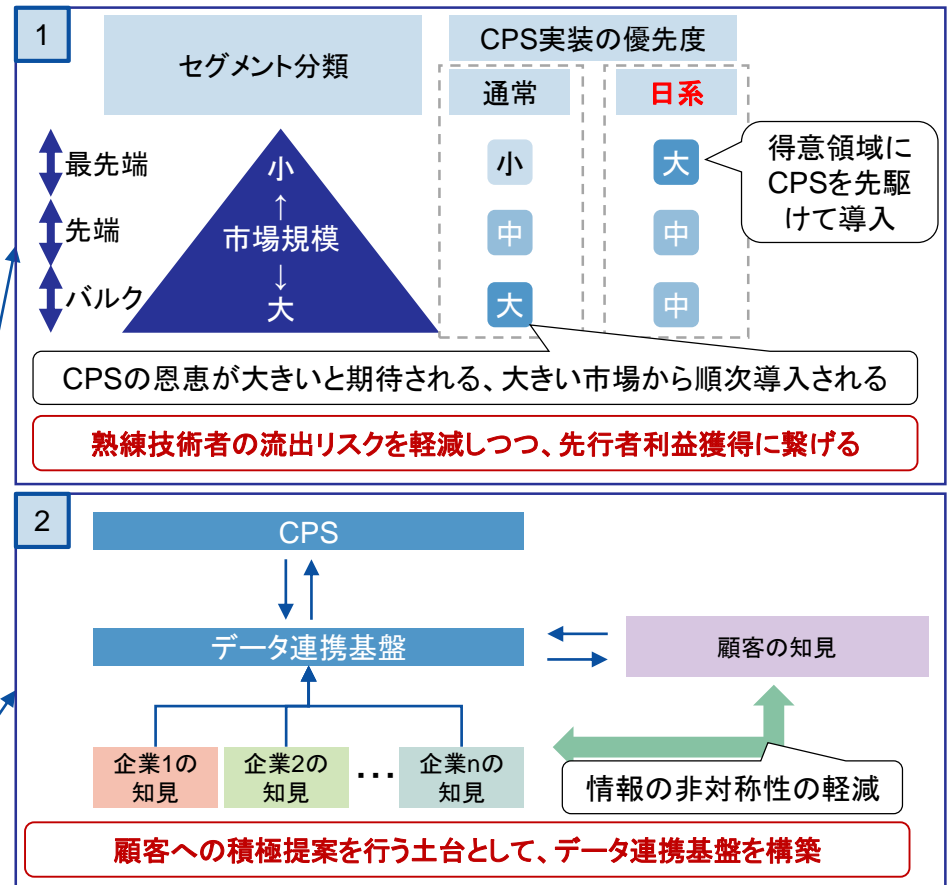 1
セグメント分類
CPS実装の優先度
通常
日系
最先端
先端
バルク
小
↑
市場規模
↓
大
小
中
大
大
中
中
得意領域に
CPSを先駆
けて導入
CPSの恩恵が大きいと期待される、大きい市場から順次導入される
熟練技術者の流出リスクを軽減しつつ、先行者利益獲得に繋げる
2
CPS
データ連携基盤
顧客の知見
企業1の
知見
企業2の
知見
…
企業nの
知見
情報の非対称性の軽減
顧客への積極提案を行う土台として、データ連携基盤を構築